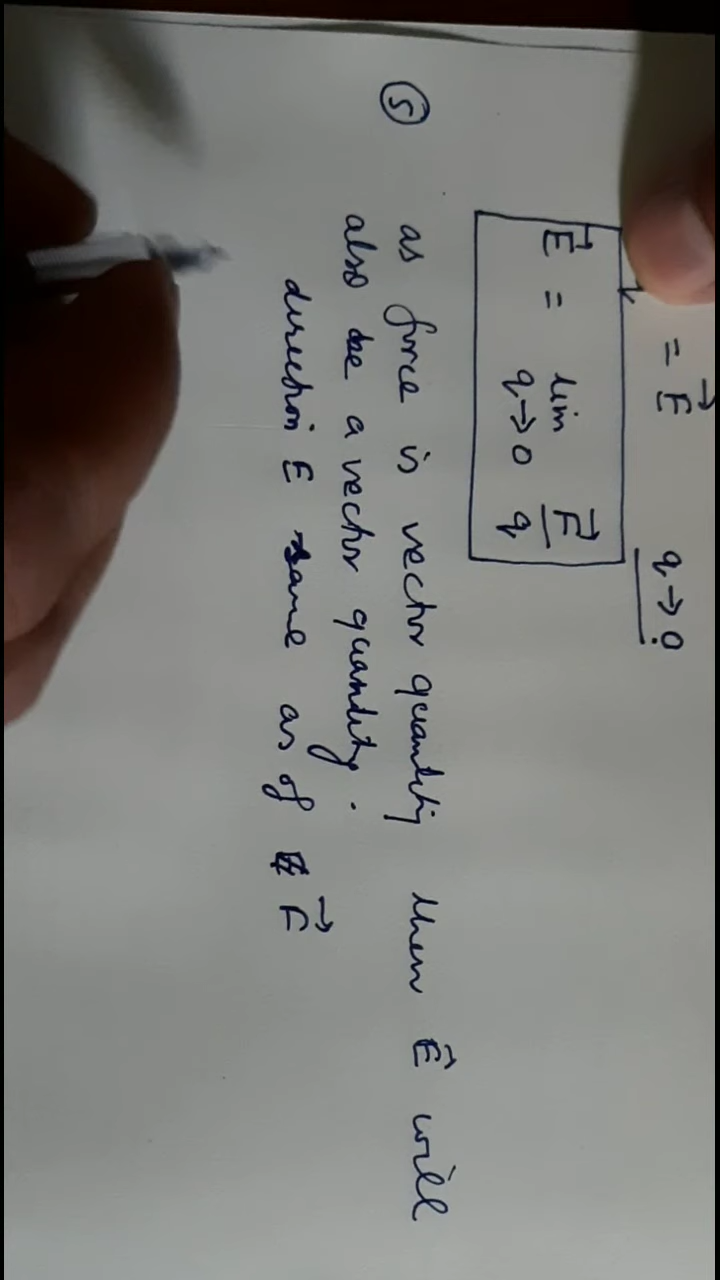 = E⃗ q→0
E⃗ = lim q→0 F⃗/q
⑤ as force is vector quantity then E⃗ will
also be a vector quantity.
direction E same as of F⃗